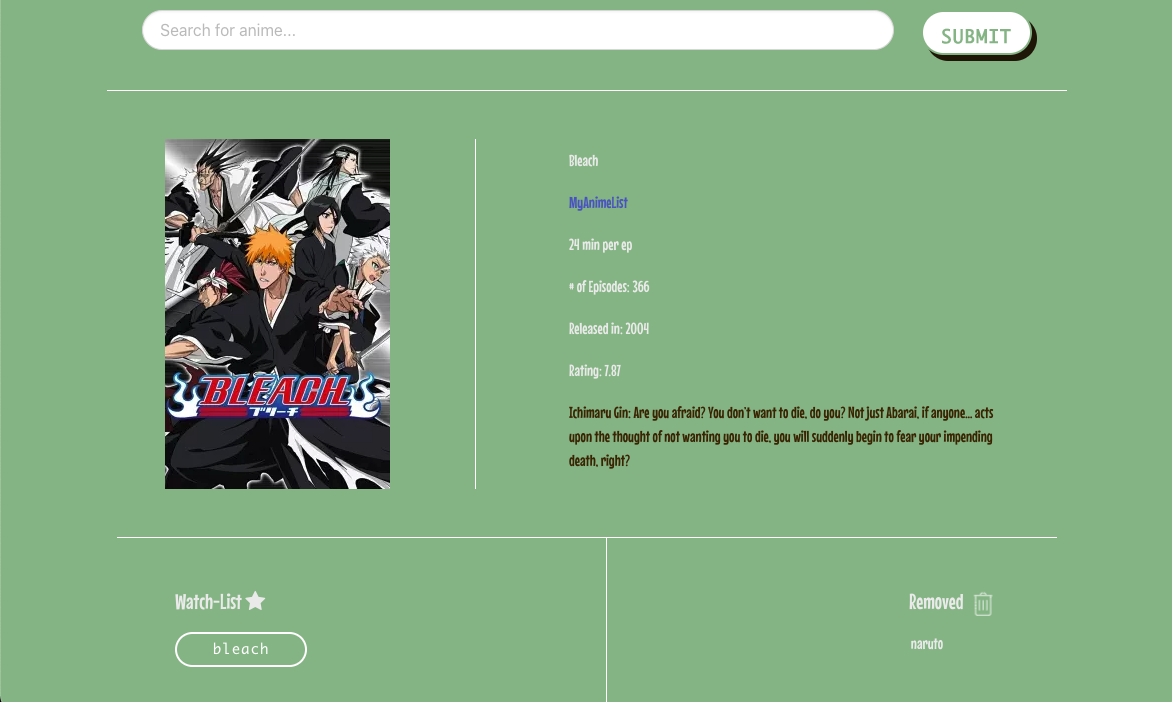 Search for anime...
SUBMIT
BLEACH
ブリーチ
Bleach
MyAnimeList
24 min per ep
# of Episodes: 366
Released in: 2004
Rating: 7.87
Ichimaru Gin: Are you afraid? You don't want to die, do you? Not just Abarai, if anyone... acts
upon the thought of not wanting you to die, you will suddenly begin to fear your impending
death, right?
Watch-List
Removed
bleach
naruto